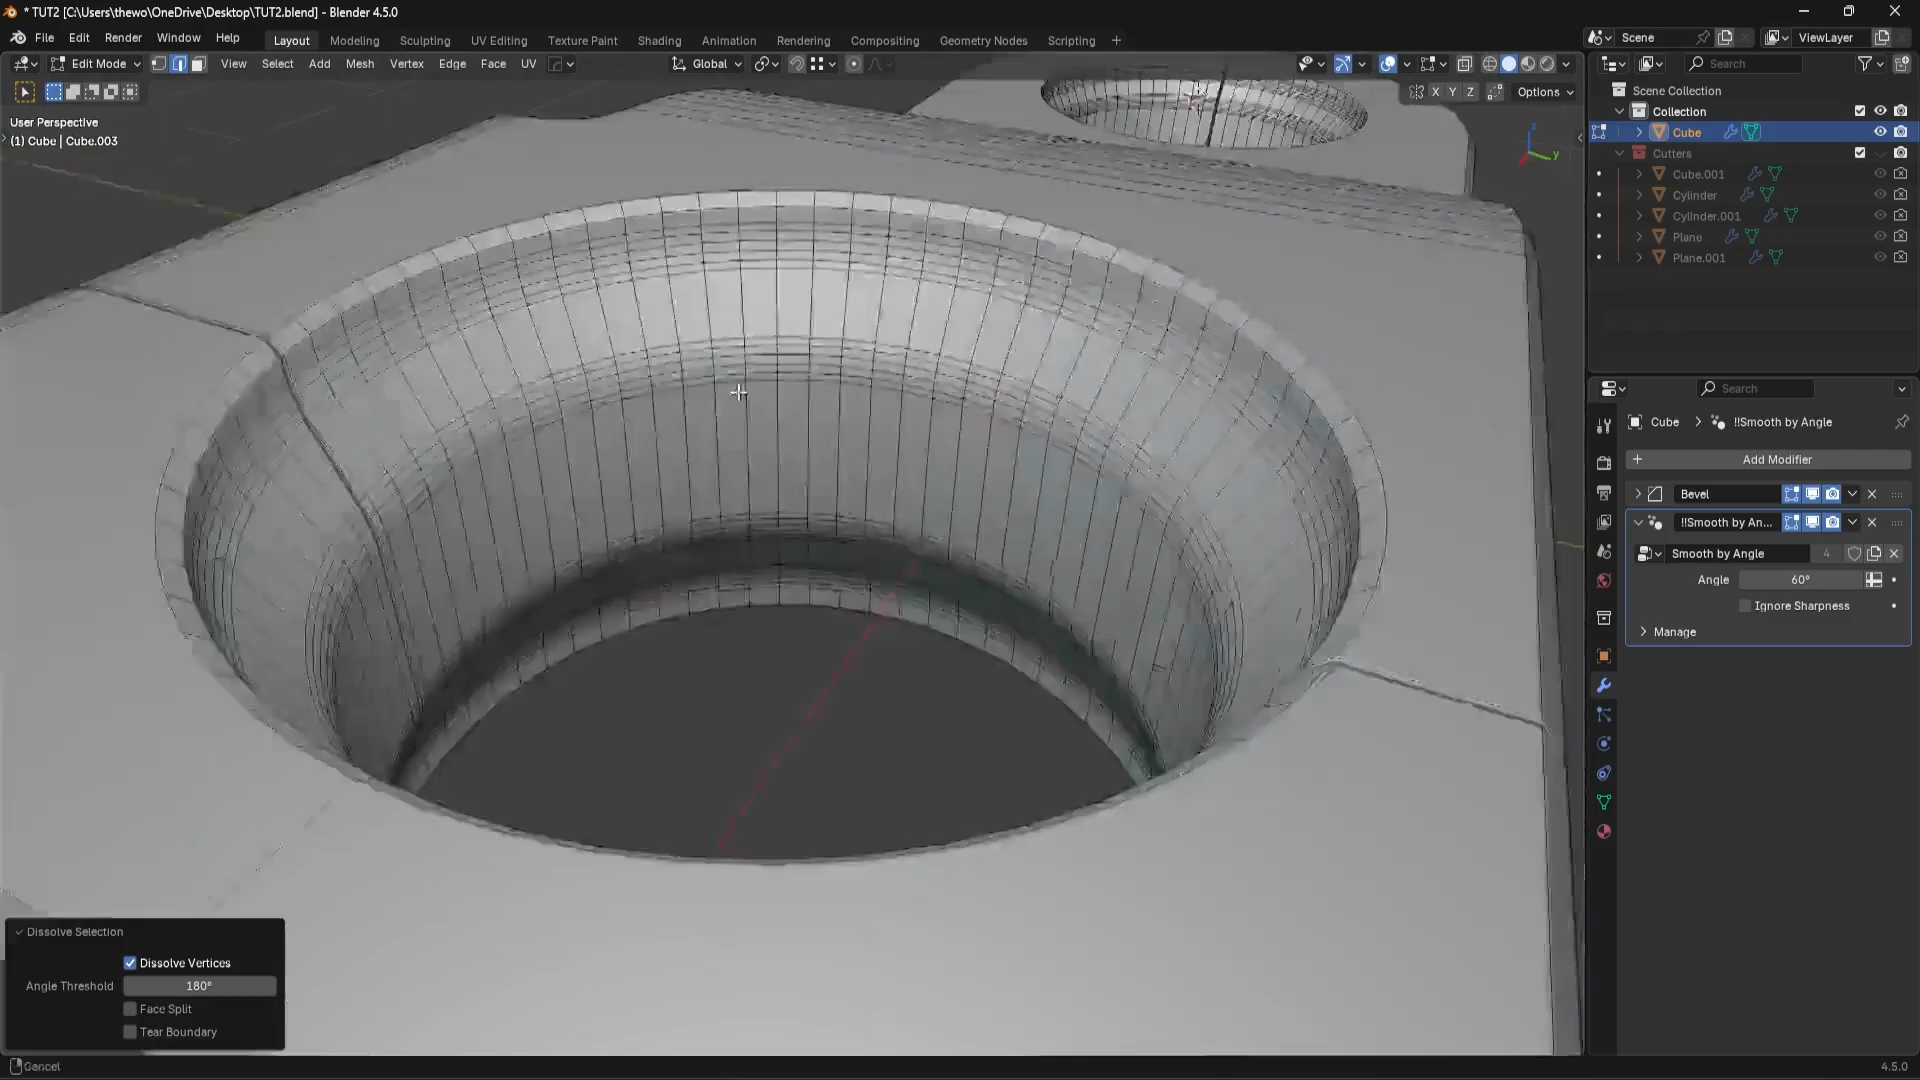 * TUT2 [C:\Users\thewo\OneDrive\Desktop\TUT2.blend] - Blender 4.5.0
File Edit Render Window Help
Layout Modeling Sculpting UV Editing Texture Paint Shading Animation Rendering Compositing Geometry Nodes Scripting +
Scene
ViewLayer
Edit Mode
View Select Add Mesh Vertex Edge Face UV
Global
X Y Z
Options
User Perspective
(1) Cube | Cube.003
Z
Y
Search
Scene Collection
Collection
Cube
Cutters
Cube.001
Cylinder
Cylinder.001
Plane
Plane.001
Search
Cube > !!Smooth by Angle
+ Add Modifier
Bevel
!!Smooth by An...
Smooth by Angle 4
Angle 60°
Ignore Sharpness
Manage
Dissolve Selection
Dissolve Vertices
Angle Threshold 180°
Face Split
Tear Boundary
Cancel
4.5.0